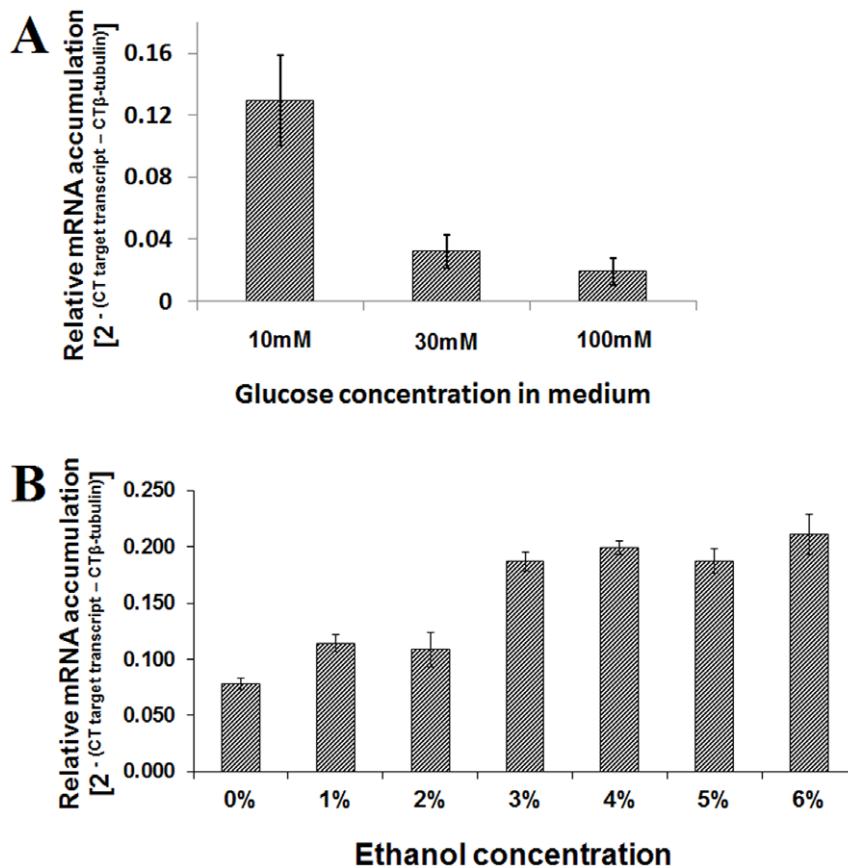 A
Relative mRNA accumulation
[2 - (CT target transcript – CTβ-tubulin)]
0.16
0.12
0.08
0.04
0
10mM 30mM 100mM
Glucose concentration in medium
B
Relative mRNA accumulation
[2 - (CT target transcript – CTβ-tubulin)]
0.250
0.200
0.150
0.100
0.050
0.000
0% 1% 2% 3% 4% 5% 6%
Ethanol concentration